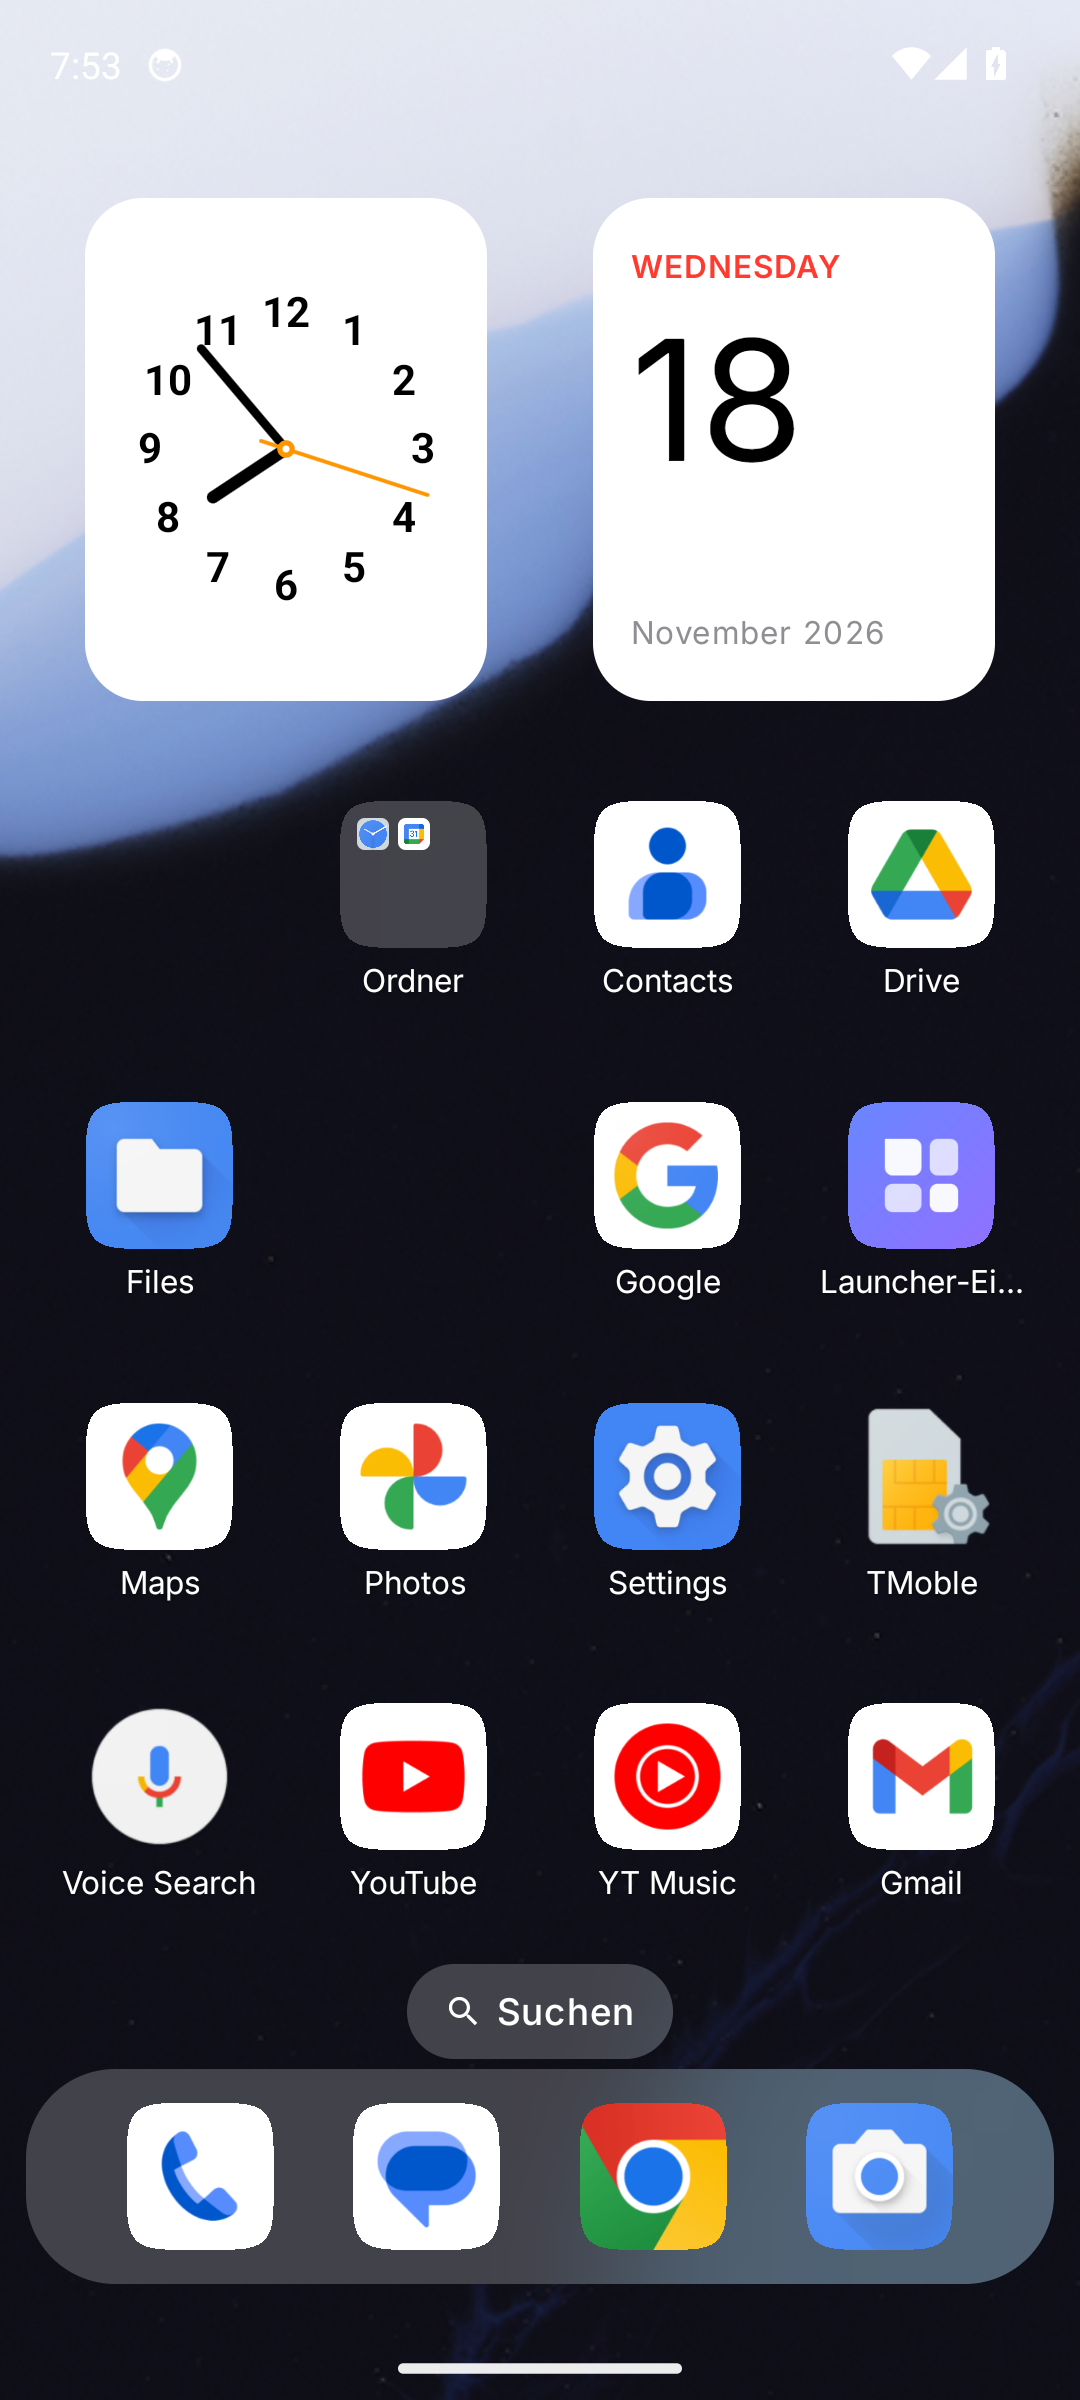 7:53
12
11
1
10
2
9
3
8
4
7
5
6
WEDNESDAY
18
November 2026
31
Ordner
Contacts
Drive
Files
Google
Launcher-Ei...
Maps
Photos
Settings
TMoble
Voice Search
YouTube
YT Music
Gmail
Suchen